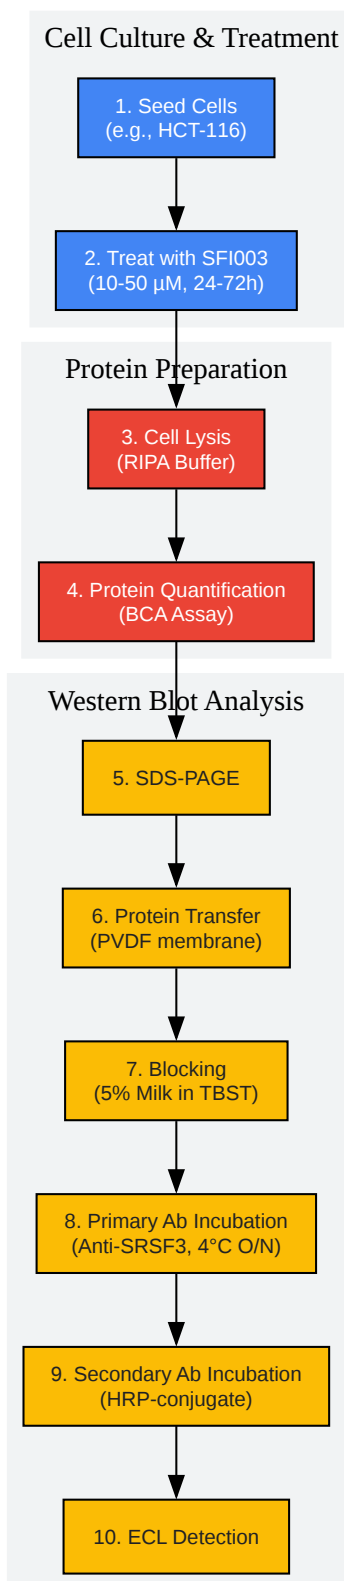 Cell Culture & Treatment
1. Seed Cells
(e.g., HCT-116)
2. Treat with SFI003
(10-50 µM, 24-72h)
Protein Preparation
3. Cell Lysis
(RIPA Buffer)
4. Protein Quantification
(BCA Assay)
Western Blot Analysis
5. SDS-PAGE
6. Protein Transfer
(PVDF membrane)
7. Blocking
(5% Milk in TBST)
8. Primary Ab Incubation
(Anti-SRSF3, 4°C O/N)
9. Secondary Ab Incubation
(HRP-conjugate)
10. ECL Detection